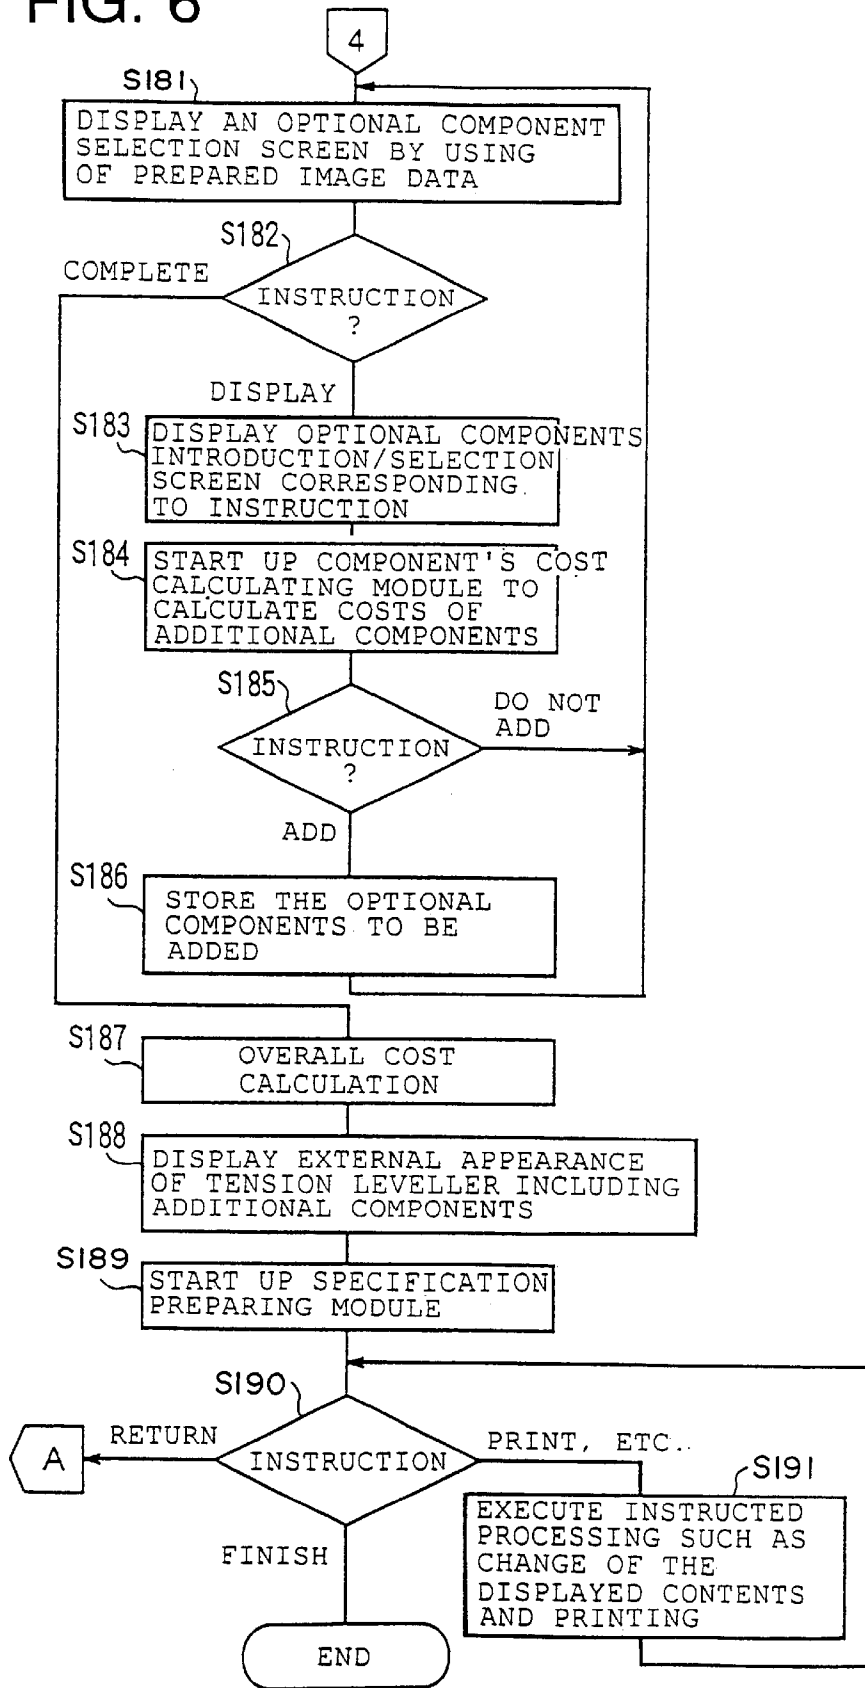 FIG. 6
4
S181
DISPLAY AN OPTIONAL COMPONENT
SELECTION SCREEN BY USING
OF PREPARED IMAGE DATA
S182
COMPLETE
INSTRUCTION
?
DISPLAY
S183
DISPLAY OPTIONAL COMPONENTS
INTRODUCTION/SELECTION
SCREEN CORRESPONDING
TO INSTRUCTION
S184
START UP COMPONENT'S COST
CALCULATING MODULE TO
CALCULATE COSTS OF
ADDITIONAL COMPONENTS
S185
DO NOT
ADD
INSTRUCTION
?
ADD
S186
STORE THE OPTIONAL
COMPONENTS TO BE
ADDED
S187
OVERALL COST
CALCULATION
S188
DISPLAY EXTERNAL APPEARANCE
OF TENSION LEVELLER INCLUDING
ADDITIONAL COMPONENTS
S189
START UP SPECIFICATION
PREPARING MODULE
S190
A
RETURN
INSTRUCTION
PRINT, ETC..
S191
EXECUTE INSTRUCTED
PROCESSING SUCH AS
CHANGE OF THE
DISPLAYED CONTENTS
AND PRINTING
FINISH
END